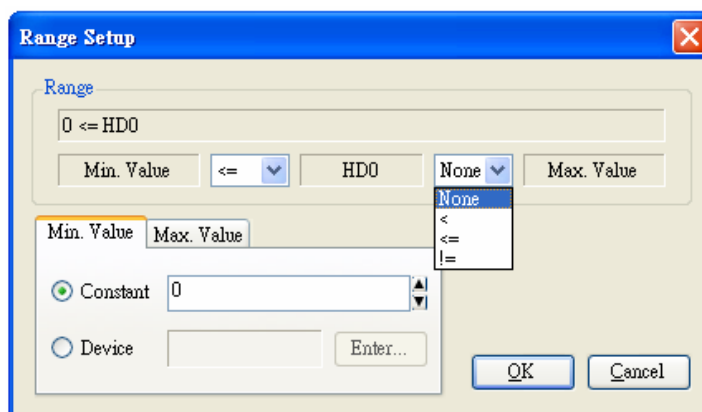 Range Setup
Range
0 <= HD0
Min. Value <= HD0 None Max. Value
None
<
<=
!=
Min. Value Max. Value
Constant 0
Device Enter...
OK Cancel